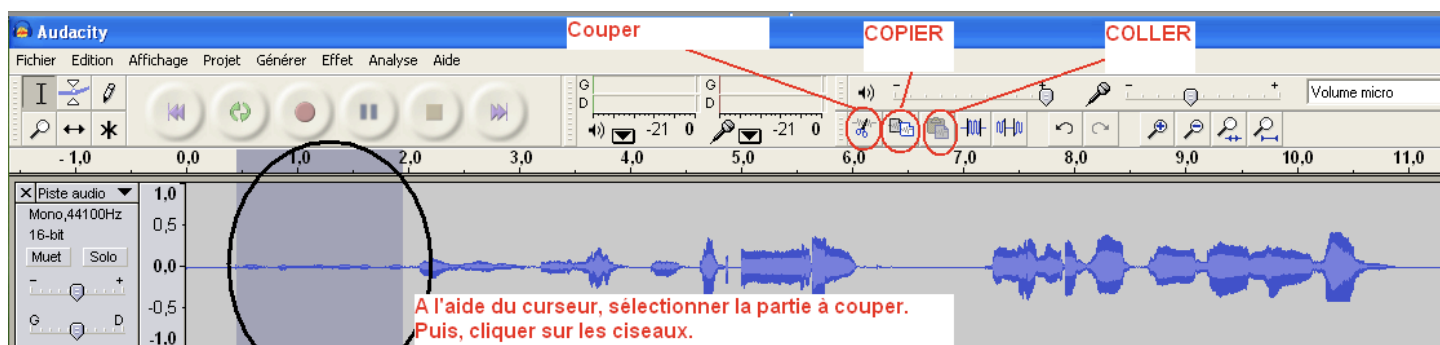 Audacity
Couper
COPIER
COLLER
Fichier Edition Affichage Projet Générer Effet Analyse Aide
G
D
G
D
- +
- +
Volume micro
-21 0
-21 0
- 1,0 0,0 1,0 2,0 3,0 4,0 5,0 6,0 7,0 8,0 9,0 10,0 11,0
X Piste audio
Mono,44100Hz
16-bit
Muet Solo
- +
G D
1,0
0,5
0,0
-0,5
-1,0
A l'aide du curseur, sélectionner la partie à couper.
Puis, cliquer sur les ciseaux.